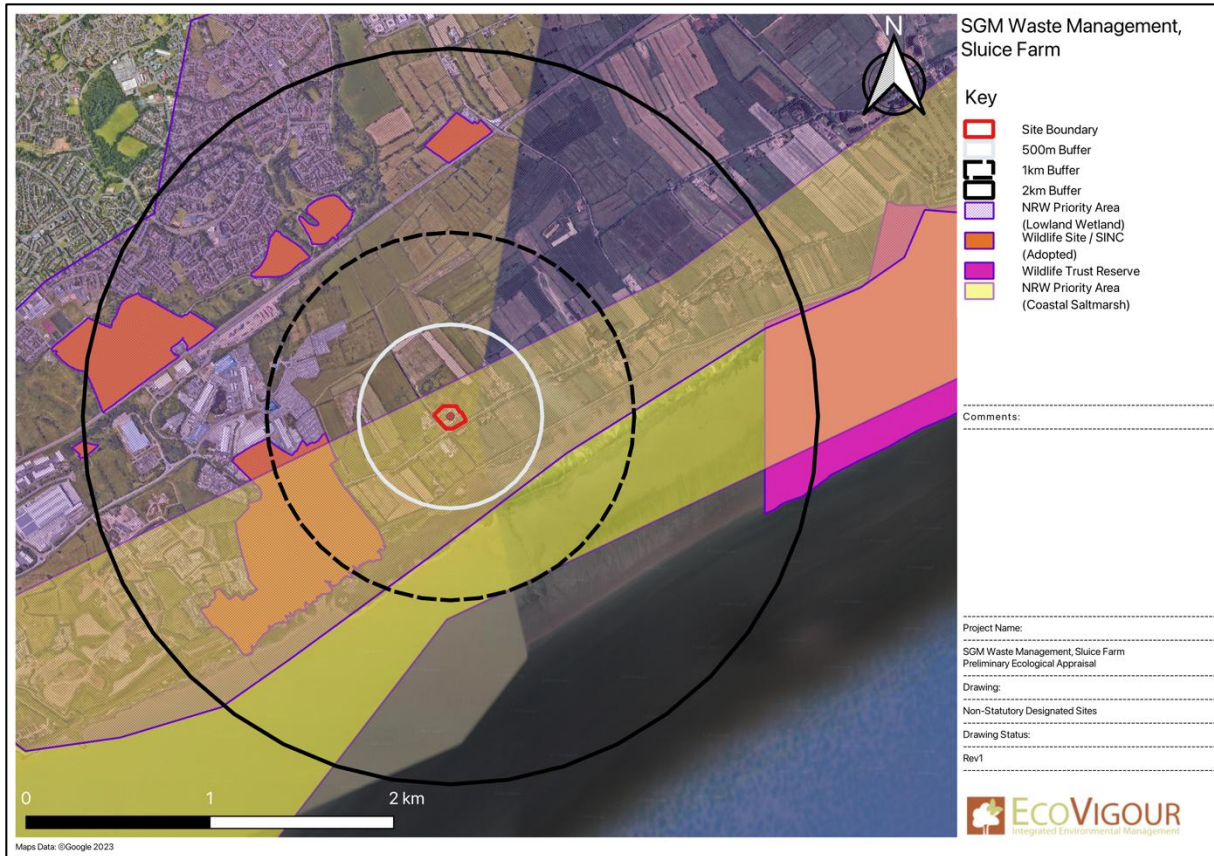 SGM Waste Management,
Sluice Farm
N
Key
Site Boundary
500m Buffer
1km Buffer
2km Buffer
NRW Priority Area
(Lowland Wetland)
Wildlife Site / SINC
(Adopted)
Wildlife Trust Reserve
NRW Priority Area
(Coastal Saltmarsh)
Comments:
Project Name:
SGM Waste Management, Sluice Farm
Preliminary Ecological Appraisal
Drawing:
Non-Statutory Designated Sites
Drawing Status:
Rev1
ECOVIGOUR
Integrated Environmental Management
0 1 2 km
Maps Data: ©Google 2023